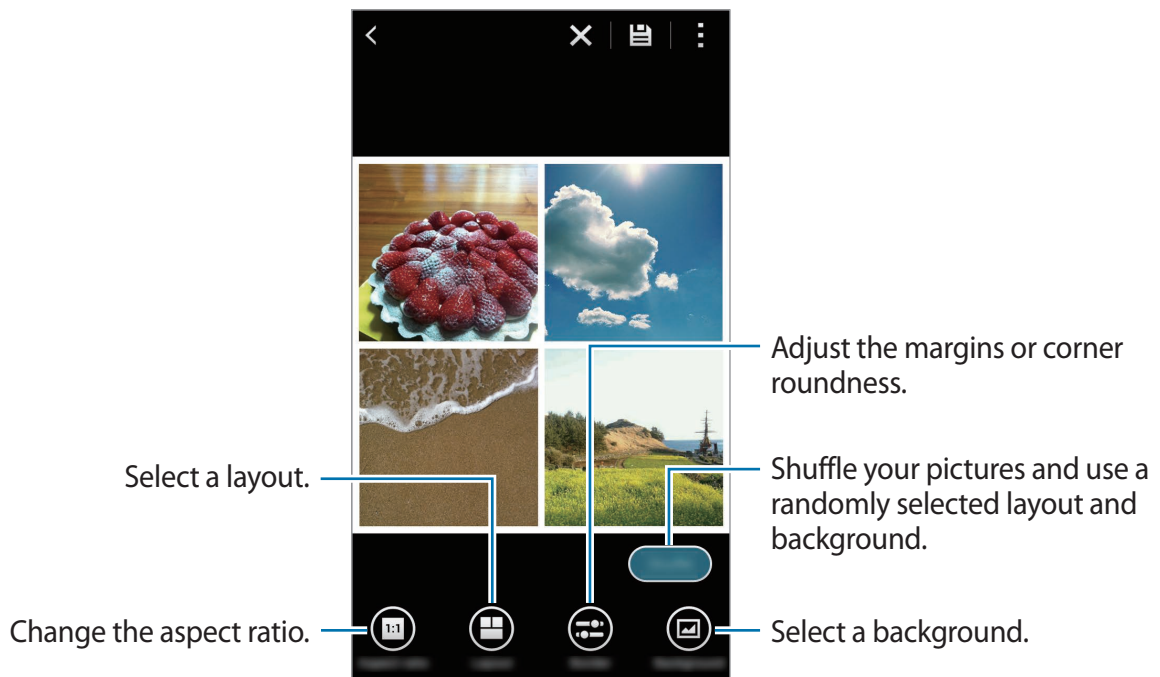 Adjust the margins or corner
roundness.
Select a layout.
Shuffle your pictures and use a
randomly selected layout and
background.
1:1
Change the aspect ratio.
Select a background.